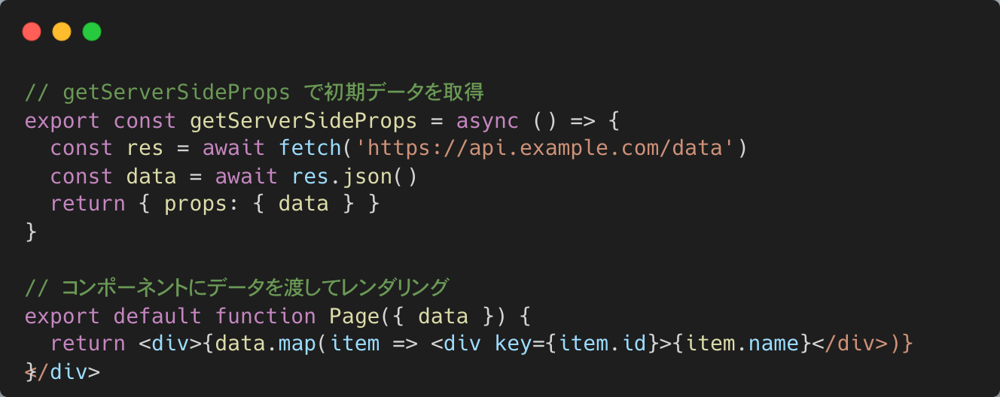 // getServerSideProps で初期データを取得
export const getServerSideProps = async () => {
  const res = await fetch('https://api.example.com/data')
  const data = await res.json()
  return { props: { data } }
}

// コンポーネントにデータを渡してレンダリング
export default function Page({ data }) {
  return <div>{data.map(item => <div key={item.id}>{item.name}</div>)}
</div>
}